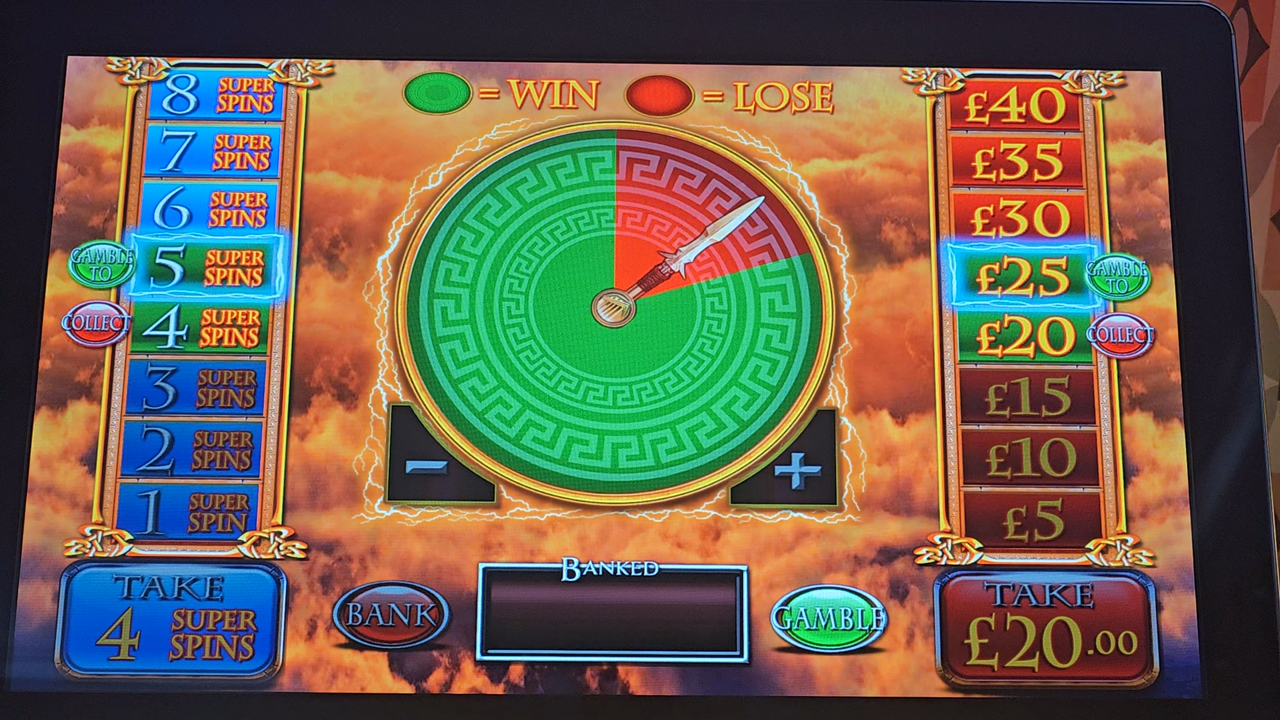 = WIN
= LOSE
8 SUPER
SPINS
7 SUPER
SPINS
6 SUPER
SPINS
GAMBLE
TO
5 SUPER
SPINS
COLLECT
4 SUPER
SPINS
3 SUPER
SPINS
2 SUPER
SPINS
1 SUPER
SPIN
TAKE
4 SUPER
SPINS
£40
£35
£30
£25
GAMBLE
TO
£20
COLLECT
£15
£10
£5
TAKE
£20.00
-
+
BANKED
BANK
GAMBLE